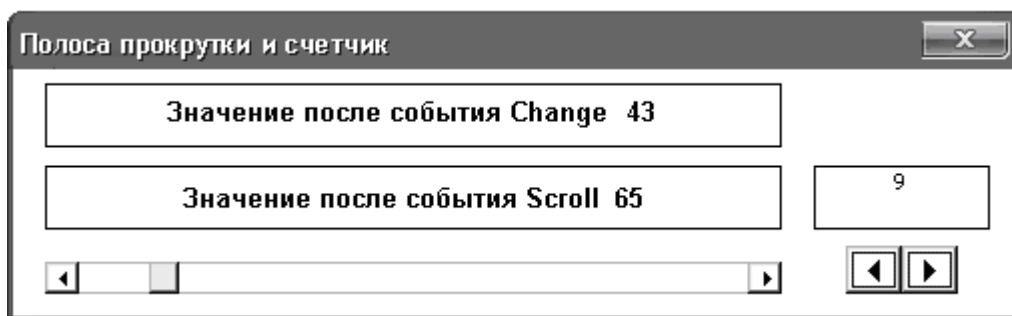 Полоса прокрутки и счетчик
Значение после события Change 43
Значение после события Scroll 65
9